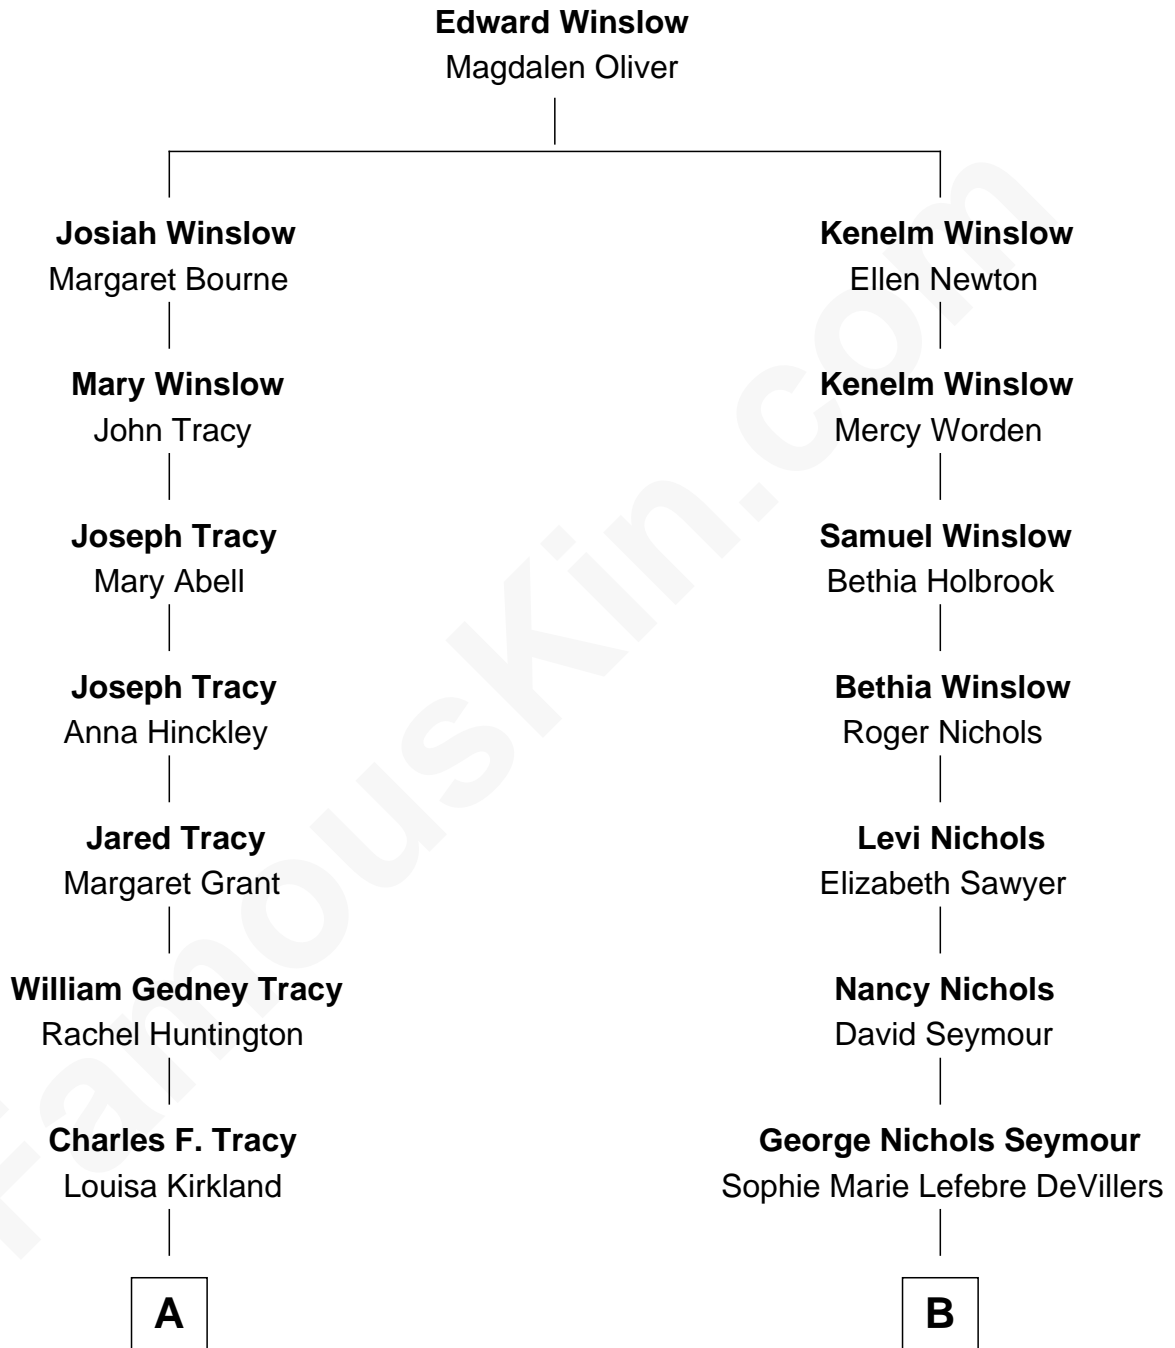 Edward Winslow
Magdalen Oliver
Josiah Winslow
Margaret Bourne
Kenelm Winslow
Ellen Newton
Mary Winslow
John Tracy
Kenelm Winslow
Mercy Worden
Joseph Tracy
Mary Abell
Samuel Winslow
Bethia Holbrook
Joseph Tracy
Anna Hinckley
Bethia Winslow
Roger Nichols
Jared Tracy
Margaret Grant
Levi Nichols
Elizabeth Sawyer
William Gedney Tracy
Rachel Huntington
Nancy Nichols
David Seymour
Charles F. Tracy
Louisa Kirkland
George Nichols Seymour
Sophie Marie Lefebre DeVillers
A
B
FamousKin.com